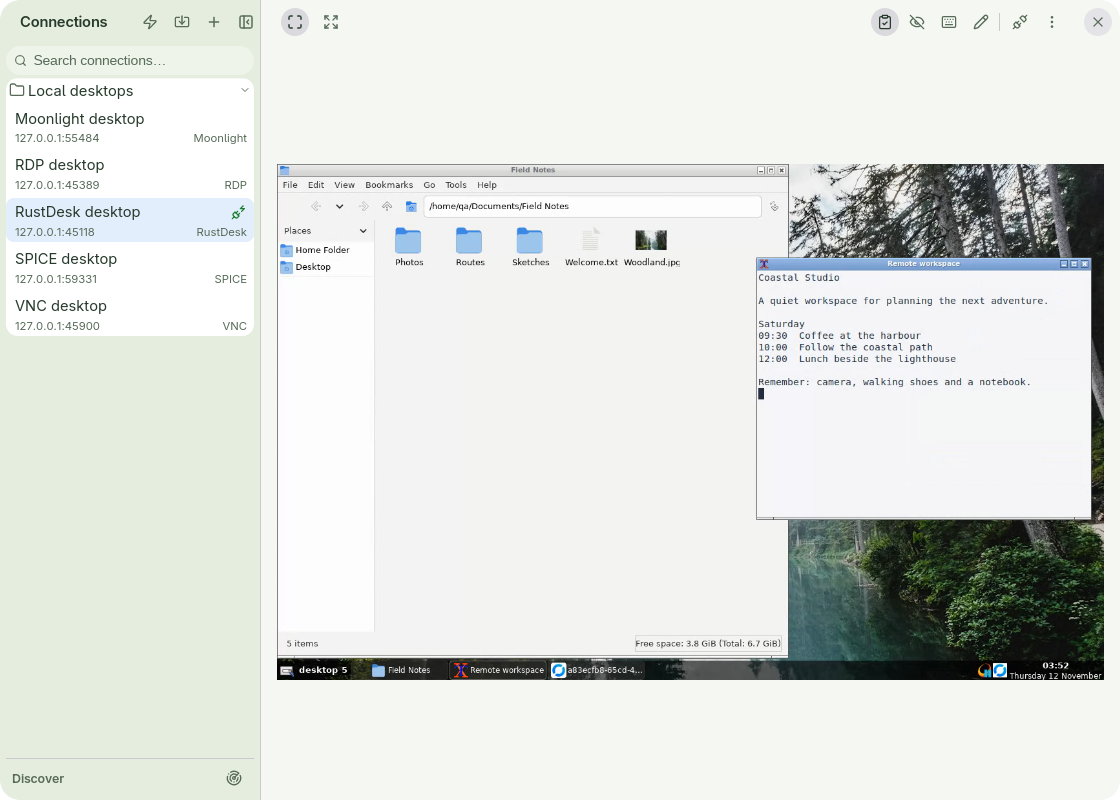 Connections
Search connections…
Local desktops
Moonlight desktop
127.0.0.1:55484 Moonlight
RDP desktop
127.0.0.1:45389 RDP
RustDesk desktop
127.0.0.1:45118 RustDesk
SPICE desktop
127.0.0.1:59331 SPICE
VNC desktop
127.0.0.1:45900 VNC
Discover
Field Notes
File Edit View Bookmarks Go Tools Help
/home/qa/Documents/Field Notes
Places
Home Folder
Desktop
Photos Routes Sketches Welcome.txt Woodland.jpg
5 items
Free space: 3.8 GiB (Total: 6.7 GiB)
Remote workspace
Coastal Studio
A quiet workspace for planning the next adventure.
Saturday
09:30 Coffee at the harbour
10:00 Follow the coastal path
12:00 Lunch beside the lighthouse
Remember: camera, walking shoes and a notebook.
desktop 5 Field Notes Remote workspace a83ecfb8-65cd-4...
03:52
Thursday 12 November